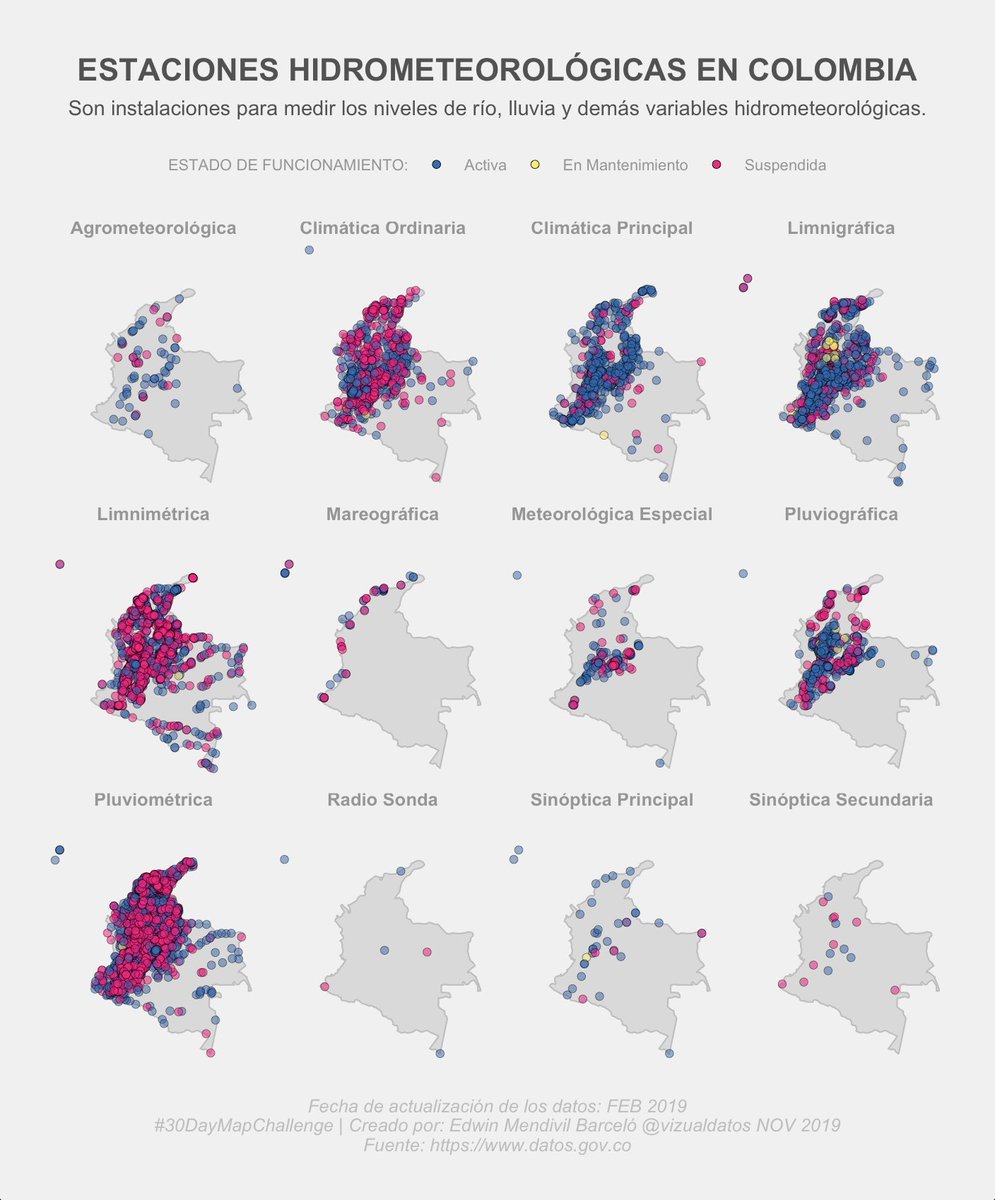 ESTACIONES HIDROMETEOROLÓGICAS EN COLOMBIA
Son instalaciones para medir los niveles de río, lluvia y demás variables hidrometeorológicas.
ESTADO DE FUNCIONAMIENTO: Activa En Mantenimiento Suspendida
Agrometeorológica Climática Ordinaria Climática Principal Limnigráfica
Limnimétrica Mareográfica Meteorológica Especial Pluviográfica
Pluviométrica Radio Sonda Sinóptica Principal Sinóptica Secundaria
Fecha de actualización de los datos: FEB 2019
#30DayMapChallenge | Creado por: Edwin Mendivil Barceló @vizualdatos NOV 2019
Fuente: https://www.datos.gov.co